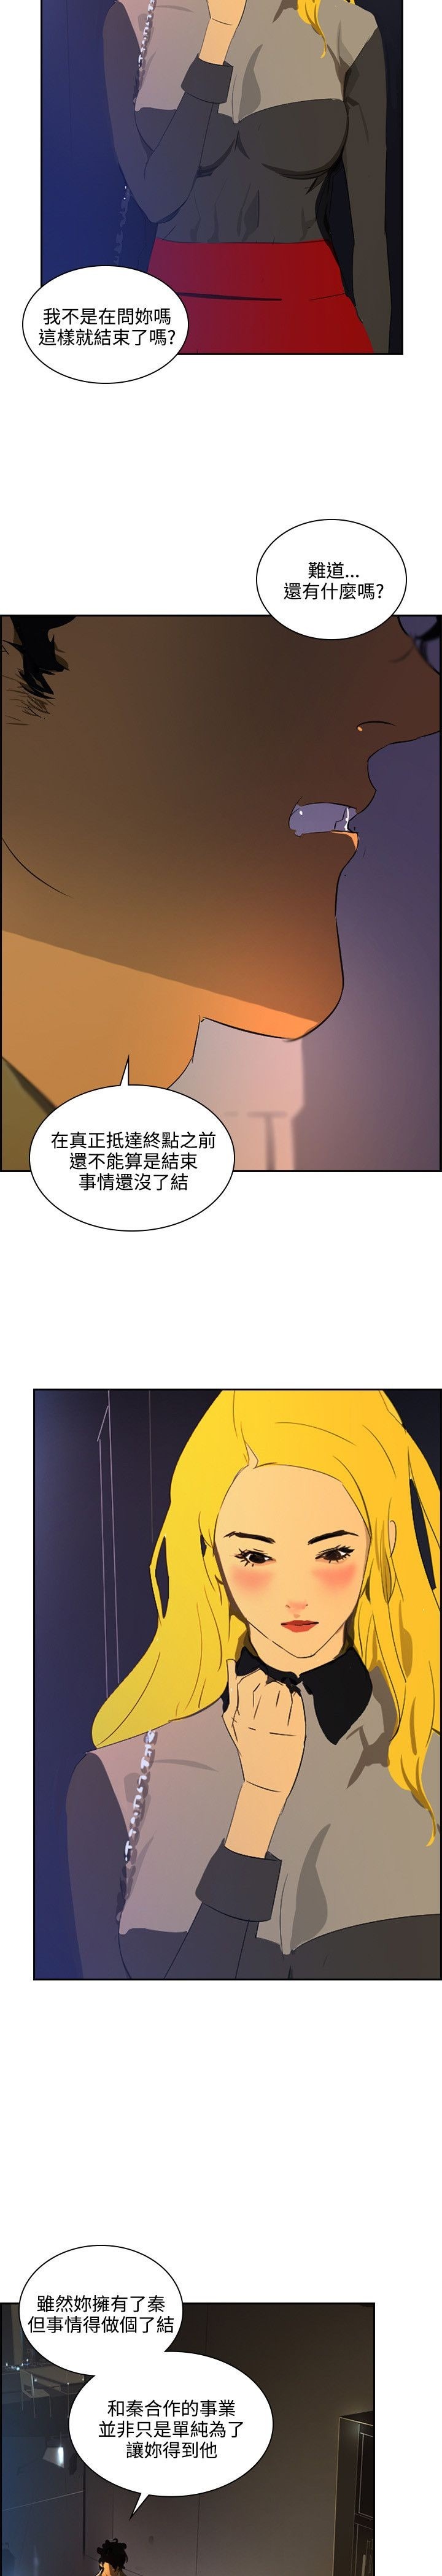 我不是在問妳嗎
這樣就結束了嗎?
難道...
還有什麼嗎?
在真正抵達終點之前
還不能算是結束
事情還沒了結
雖然妳擁有了秦
但事情得做個了結
和秦合作的事業
並非只是單純為了
讓妳得到他